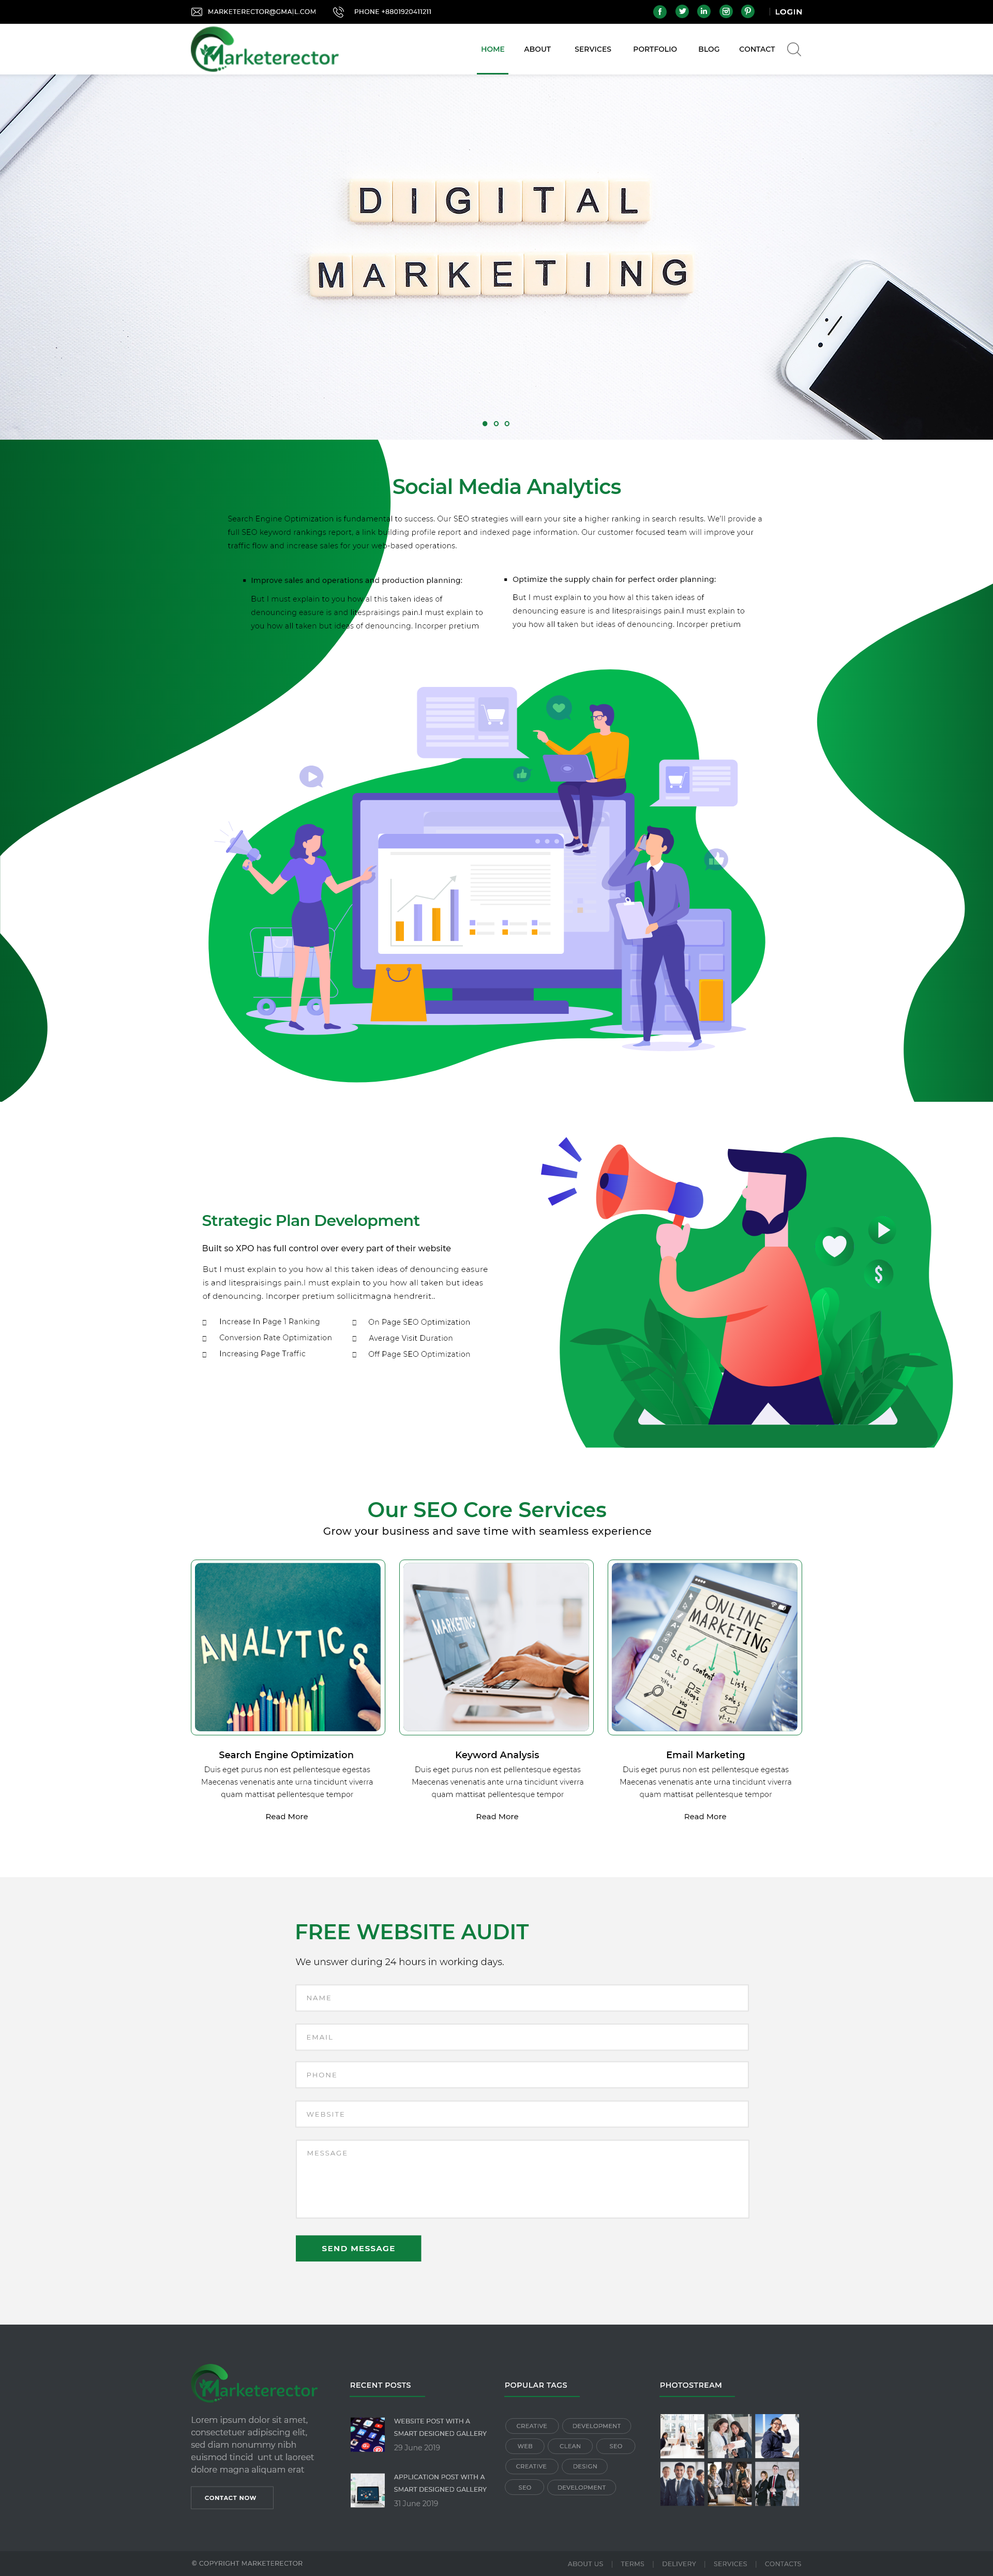 MARKETERECTOR@GMAIL.COM
PHONE +8801920411211
LOGIN
Marketerector
HOME ABOUT SERVICES PORTFOLIO BLOG CONTACT
DIGITAL
MARKETING
Social Media Analytics
Search Engine Optimization is fundamental to success. Our SEO strategies will earn your site a higher ranking in search results. We'll provide a
full SEO keyword rankings report, a link building profile report and indexed page information. Our customer focused team will improve your
traffic flow and increase sales for your web-based operations.
Improve sales and operations and production planning:
But I must explain to you how al this taken ideas of
denouncing easure is and litespraisings pain.I must explain to
you how all taken but ideas of denouncing. Incorper pretium
Optimize the supply chain for perfect order planning:
But I must explain to you how al this taken ideas of
denouncing easure is and litespraisings pain.I must explain to
you how all taken but ideas of denouncing. Incorper pretium
Strategic Plan Development
Built so XPO has full control over every part of their website
But I must explain to you how al this taken ideas of denouncing easure
is and litespraisings pain.I must explain to you how all taken but ideas
of denouncing. Incorper pretium sollicitmagna hendrerit..
Increase In Page 1 Ranking
Conversion Rate Optimization
Increasing Page Traffic
On Page SEO Optimization
Average Visit Duration
Off Page SEO Optimization
$
Our SEO Core Services
Grow your business and save time with seamless experience
ANALYTICS
MARKETING
ONLINE
MARKETING
SEO
Content
Lists
Links
Blogs
Sales
Video
Search Engine Optimization
Duis eget purus non est pellentesque egestas
Maecenas venenatis ante urna tincidunt viverra
quam mattisat pellentesque tempor
Read More
Keyword Analysis
Duis eget purus non est pellentesque egestas
Maecenas venenatis ante urna tincidunt viverra
quam mattisat pellentesque tempor
Read More
Email Marketing
Duis eget purus non est pellentesque egestas
Maecenas venenatis ante urna tincidunt viverra
quam mattisat pellentesque tempor
Read More
FREE WEBSITE AUDIT
We unswer during 24 hours in working days.
NAME
EMAIL
PHONE
WEBSITE
MESSAGE
SEND MESSAGE
Marketerector
Lorem ipsum dolor sit amet,
consectetuer adipiscing elit,
sed diam nonummy nibh
euismod tincid unt ut laoreet
dolore magna aliquam erat
CONTACT NOW
RECENT POSTS
WEBSITE POST WITH A
SMART DESIGNED GALLERY
29 June 2019
APPLICATION POST WITH A
SMART DESIGNED GALLERY
31 June 2019
POPULAR TAGS
CREATIVE DEVELOPMENT
WEB CLEAN SEO
CREATIVE DESIGN
SEO DEVELOPMENT
PHOTOSTREAM
© COPYRIGHT MARKETERECTOR
ABOUT US | TERMS | DELIVERY | SERVICES | CONTACTS